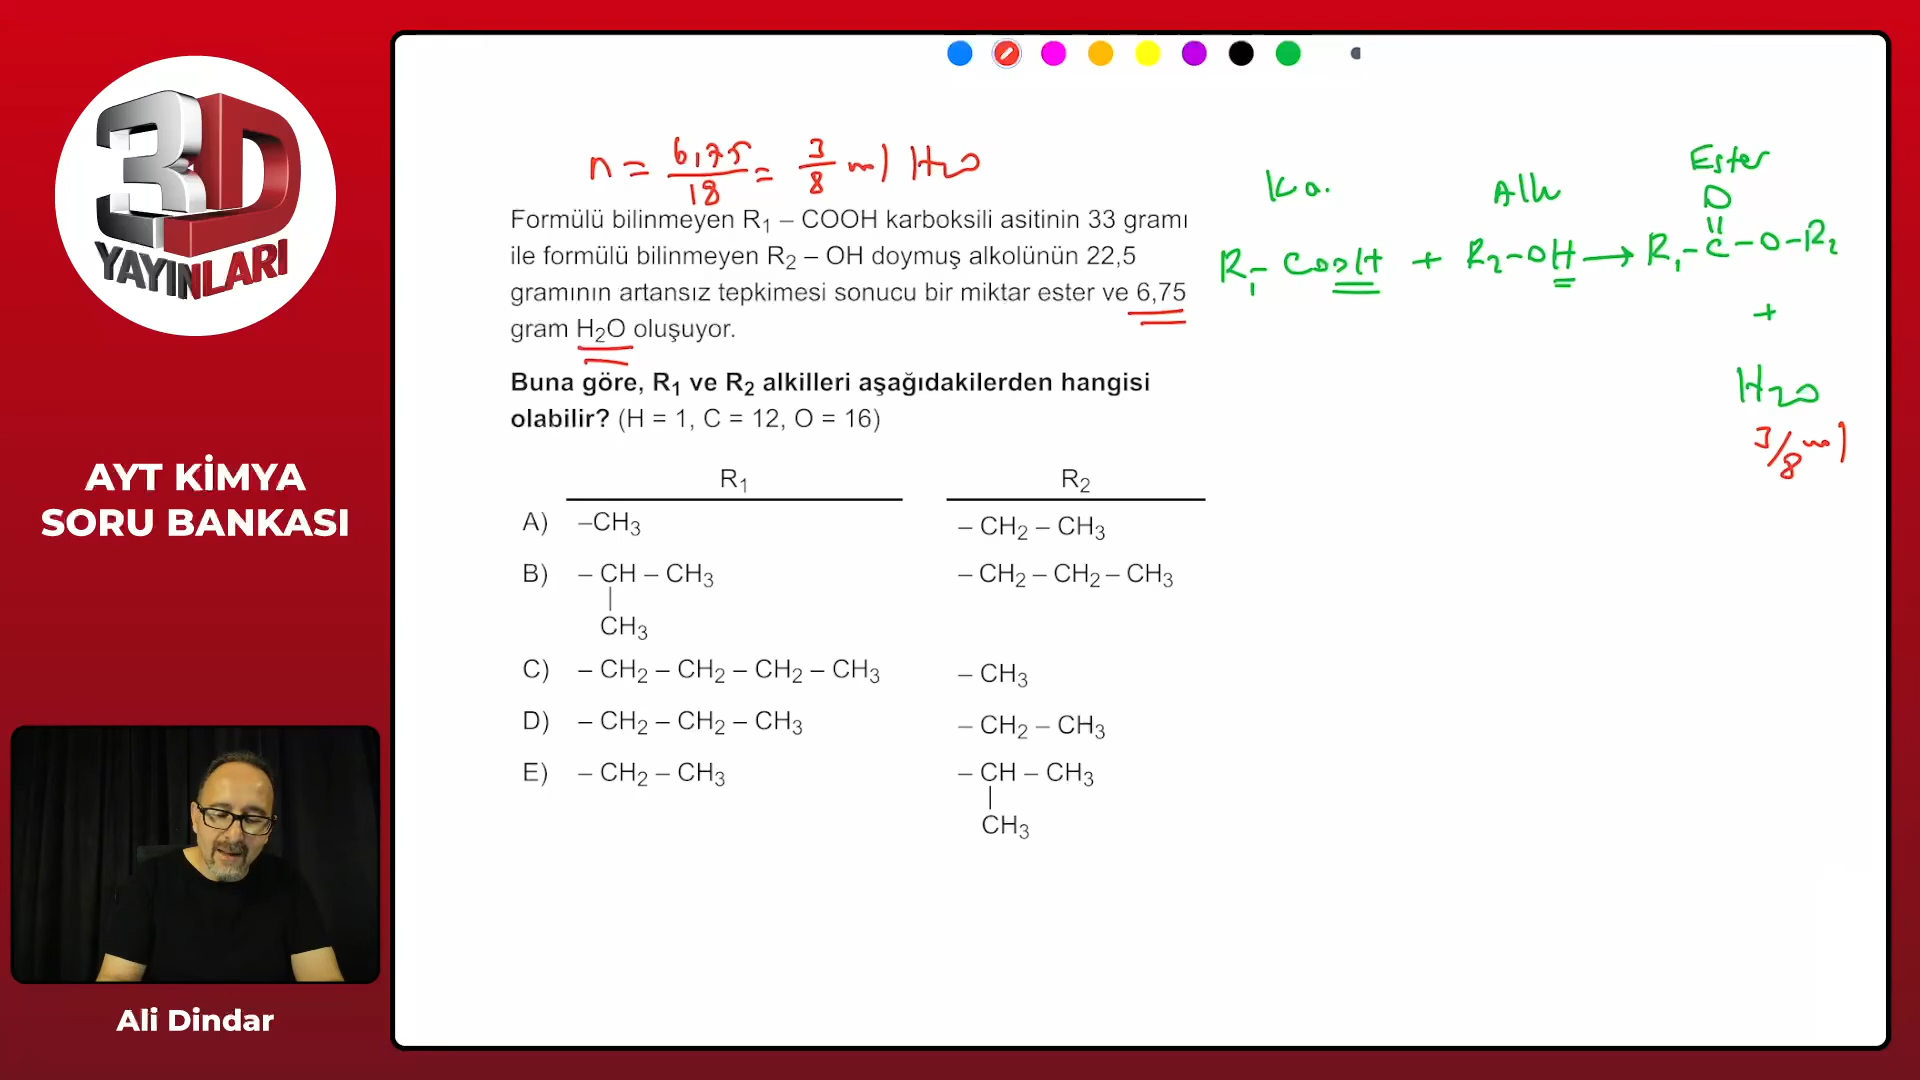 3D
YAYINLARI
AYT KİMYA
SORU BANKASI
Ali Dindar
n = 6,75/18 = 3/8 mol H2O
Formülü bilinmeyen R1 – COOH karboksili asitinin 33 gramı
ile formülü bilinmeyen R2 – OH doymuş alkolünün 22,5
gramının artansız tepkimesi sonucu bir miktar ester ve 6,75
gram H2O oluşuyor.
Buna göre, R1 ve R2 alkilleri aşağıdakilerden hangisi
olabilir? (H = 1, C = 12, O = 16)
R1 R2
A) –CH3 – CH2 – CH3
B) – CH – CH3 – CH2 – CH2 – CH3
|
CH3
C) – CH2 – CH2 – CH2 – CH3 – CH3
D) – CH2 – CH2 – CH3 – CH2 – CH3
E) – CH2 – CH3 – CH – CH3
|
CH3
Ka. Alk Ester
O
||
R1- COOH + R2-OH → R1-C-O-R2
+
H2O
3/8 mol